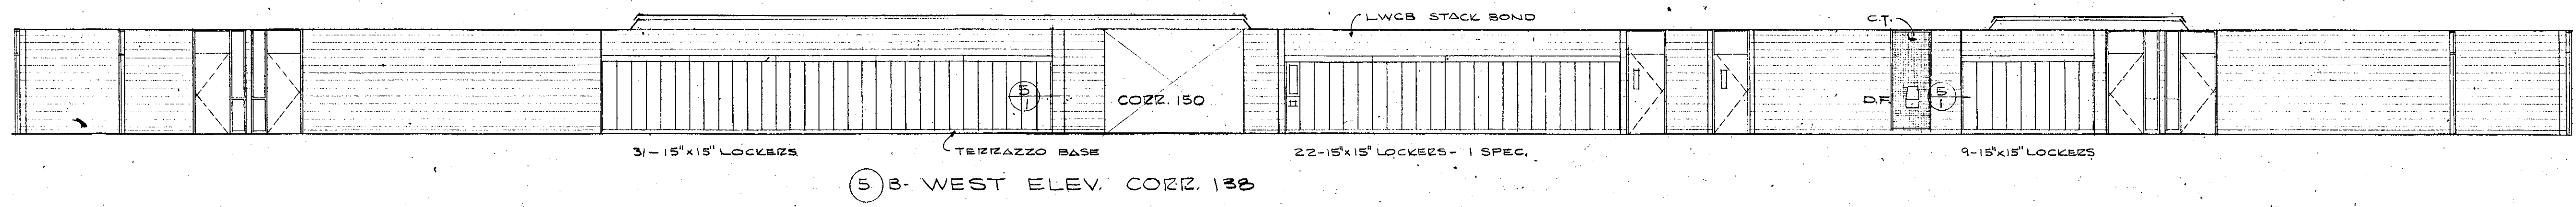 LWCB STACK BOND
C.T.
5
1
CORR. 150
D.F.
5
1
31-15"x15" LOCKERS
TERRAZZO BASE
22-15"x15" LOCKERS- 1 SPEC.
9-15"x15" LOCKERS
5 B- WEST ELEV. CORR. 138